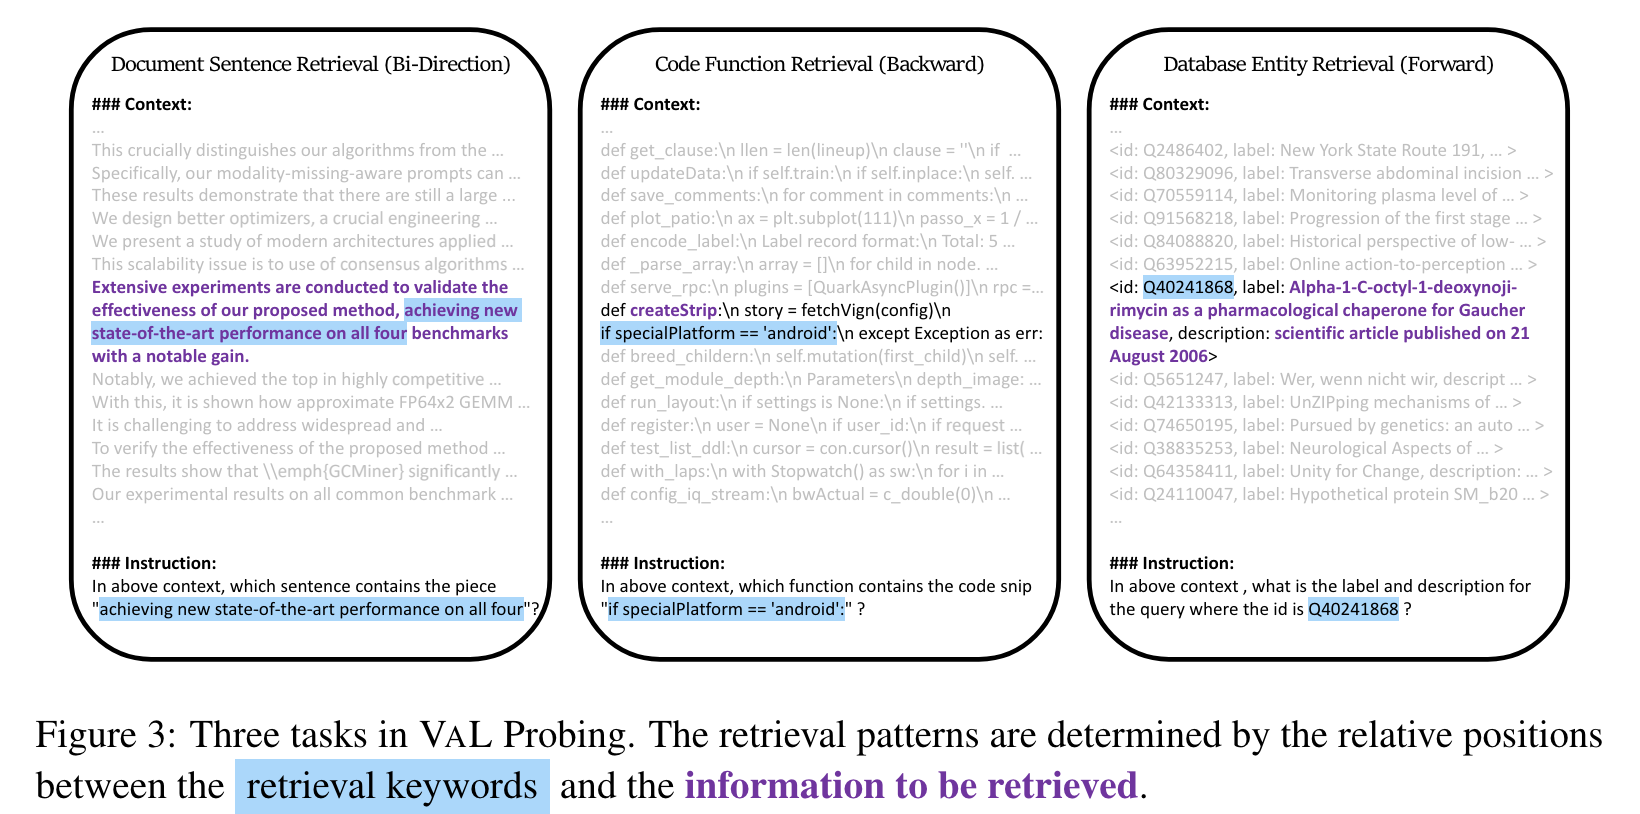 Document Sentence Retrieval (Bi-Direction)
### Context:
...
This crucially distinguishes our algorithms from the ...
Specifically, our modality-missing-aware prompts can ...
These results demonstrate that there are still a large ...
We design better optimizers, a crucial engineering ...
We present a study of modern architectures applied ...
This scalability issue is to use of consensus algorithms ...
Extensive experiments are conducted to validate the
effectiveness of our proposed method, achieving new
state-of-the-art performance on all four benchmarks
with a notable gain.
Notably, we achieved the top in highly competitive ...
With this, it is shown how approximate FP64x2 GEMM ...
It is challenging to address widespread and ...
To verify the effectiveness of the proposed method ...
The results show that \\emph{GCMiner} significantly ...
Our experimental results on all common benchmark ...
...
### Instruction:
In above context, which sentence contains the piece
"achieving new state-of-the-art performance on all four"?
Code Function Retrieval (Backward)
### Context:
...
def get_clause:\n llen = len(lineup)\n clause = ''\n if  ...
def updateData:\n if self.train:\n if self.inplace:\n self. ...
def save_comments:\n for comment in comments:\n ...
def plot_patio:\n ax = plt.subplot(111)\n passo_x = 1 / ...
def encode_label:\n Label record format:\n Total: 5 ...
def _parse_array:\n array = []\n for child in node. ...
def serve_rpc:\n plugins = [QuarkAsyncPlugin()]\n rpc =...
def createStrip:\n story = fetchVign(config)\n
if specialPlatform == 'android':\n except Exception as err:
def breed_childern:\n self.mutation(first_child)\n self. ...
def get_module_depth:\n Parameters\n depth_image: ...
def run_layout:\n if settings is None:\n if settings. ...
def register:\n user = None\n if user_id:\n if request ...
def test_list_ddl:\n cursor = con.cursor()\n result = list( ...
def with_laps:\n with Stopwatch() as sw:\n for i in ...
def config_iq_stream:\n bwActual = c_double(0)\n ...
...
### Instruction:
In above context, which function contains the code snip
"if specialPlatform == 'android':" ?
Database Entity Retrieval (Forward)
### Context:
...
<id: Q2486402, label: New York State Route 191, ... >
<id: Q80329096, label: Transverse abdominal incision ... >
<id: Q70559114, label: Monitoring plasma level of ... >
<id: Q91568218, label: Progression of the first stage ... >
<id: Q84088820, label: Historical perspective of low- ... >
<id: Q63952215, label: Online action-to-perception ... >
<id: Q40241868, label: Alpha-1-C-octyl-1-deoxynoji-
rimycin as a pharmacological chaperone for Gaucher
disease, description: scientific article published on 21
August 2006>
<id: Q5651247, label: Wer, wenn nicht wir, descript ... >
<id: Q42133313, label: UnZIPping mechanisms of ... >
<id: Q74650195, label: Pursued by genetics: an auto ... >
<id: Q38835253, label: Neurological Aspects of ... >
<id: Q64358411, label: Unity for Change, description: ... >
<id: Q24110047, label: Hypothetical protein SM_b20 ... >
...
### Instruction:
In above context , what is the label and description for
the query where the id is Q40241868 ?
Figure 3: Three tasks in VAL Probing. The retrieval patterns are determined by the relative positions
between the retrieval keywords and the information to be retrieved.